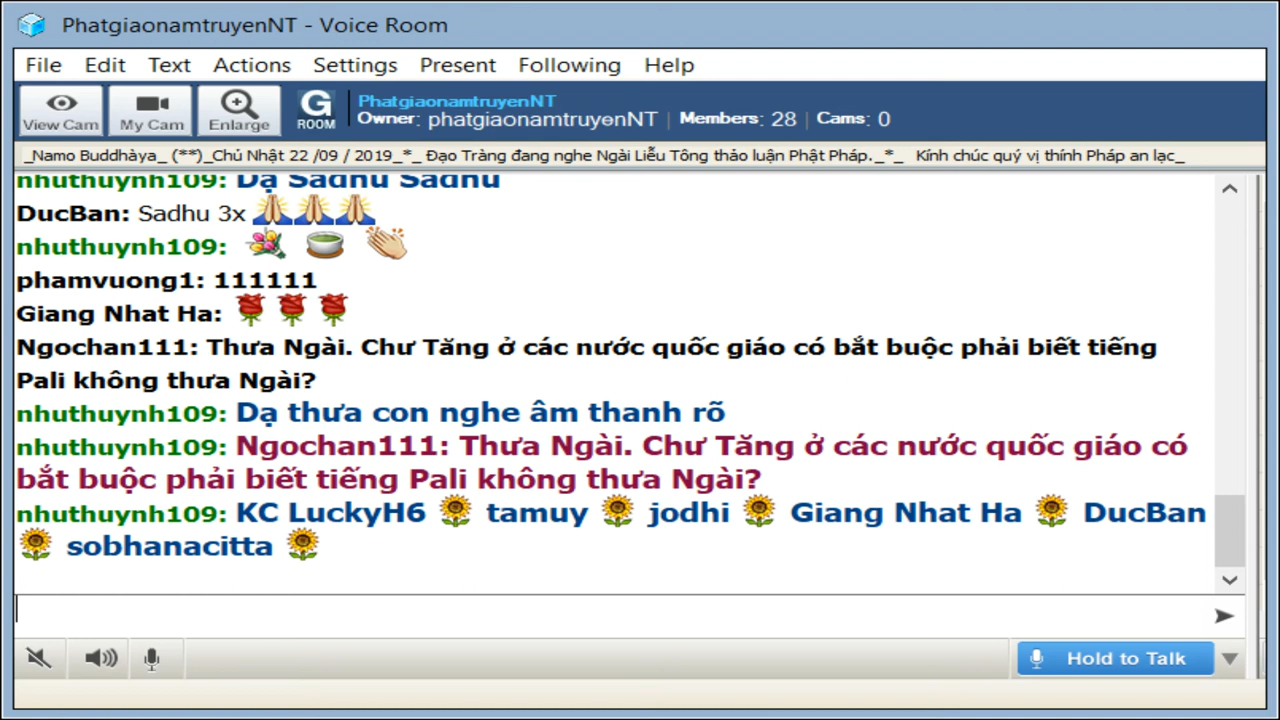 PhatgiaonamtruyenNT - Voice Room
File Edit Text Actions Settings Present Following Help
View Cam My Cam Enlarge G ROOM PhatgiaonamtruyenNT
Owner: phatgiaonamtruyenNT | Members: 28 | Cams: 0
_Namo Buddhàya_ (**)_Chủ Nhật 22 /09 / 2019_*_ Đạo Tràng đang nghe Ngài Liễu Tông thảo luận Phật Pháp._*_ Kính chúc quý vị thính Pháp an lạc_
nhuthuynh109: Dạ Sadhu Sadhu
DucBan: Sadhu 3x 🙏🙏🙏
nhuthuynh109: 💐 🍵 👏
phamvuong1: 111111
Giang Nhat Ha: 🌹🌹🌹
Ngochan111: Thưa Ngài. Chư Tăng ở các nước quốc giáo có bắt buộc phải biết tiếng
Pali không thưa Ngài?
nhuthuynh109: Dạ thưa con nghe âm thanh rõ
nhuthuynh109: Ngochan111: Thưa Ngài. Chư Tăng ở các nước quốc giáo có
bắt buộc phải biết tiếng Pali không thưa Ngài?
nhuthuynh109: KC LuckyH6 🌻 tamuy 🌻 jodhi 🌻 Giang Nhat Ha 🌻 DucBan
🌻 sobhanacitta 🌻
Hold to Talk